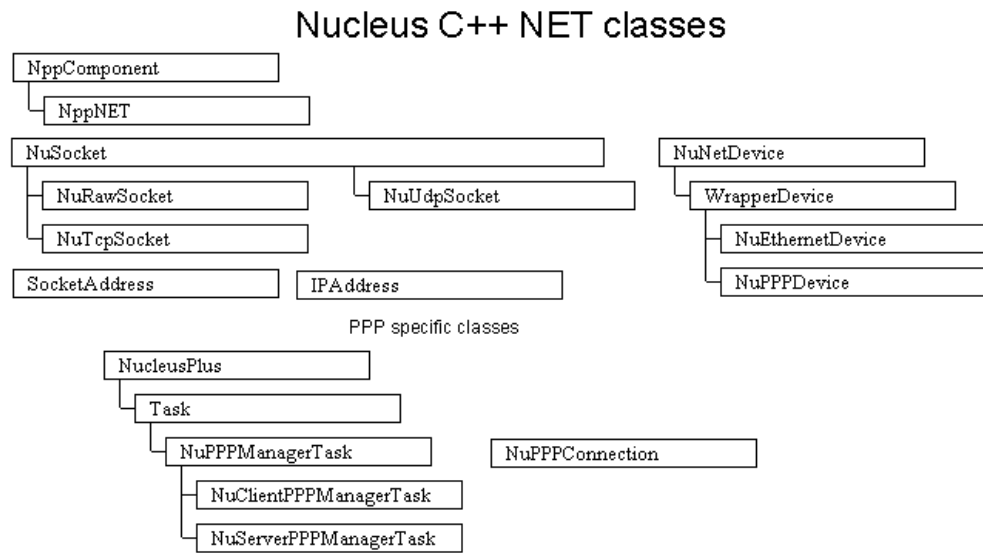 Nucleus C++ NET classes
NppComponent
NppNET
NuSocket
NuNetDevice
NuRawSocket
NuUdpSocket
WrapperDevice
NuTcpSocket
NuEthernetDevice
SocketAddress
IPAddress
NuPPPDevice
PPP specific classes
NucleusPlus
Task
NuPPPManagerTask
NuPPPConnection
NuClientPPPManagerTask
NuServerPPPManagerTask